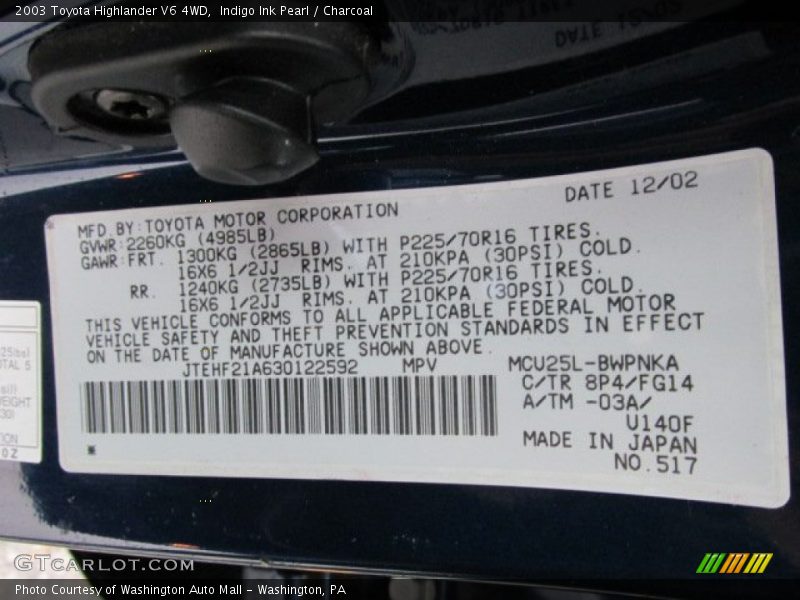 2003 Toyota Highlander V6 4WD, Indigo Ink Pearl / Charcoal
DATE 12/02
MFD.BY:TOYOTA MOTOR CORPORATION
GVWR:2260KG (4985LB)
GAWR:FRT. 1300KG (2865LB) WITH P225/70R16 TIRES.
16X6 1/2JJ RIMS. AT 210KPA (30PSI) COLD.
RR. 1240KG (2735LB) WITH P225/70R16 TIRES.
16X6 1/2JJ RIMS. AT 210KPA (30PSI) COLD.
THIS VEHICLE CONFORMS TO ALL APPLICABLE FEDERAL MOTOR
VEHICLE SAFETY AND THEFT PREVENTION STANDARDS IN EFFECT
ON THE DATE OF MANUFACTURE SHOWN ABOVE.
JTEHF21A630122592 MPV MCU25L-BWPNKA
C/TR 8P4/FG14
A/TM -03A/
U140F
MADE IN JAPAN
NO.517
GTCARLOT.COM
Photo Courtesy of Washington Auto Mall - Washington, PA